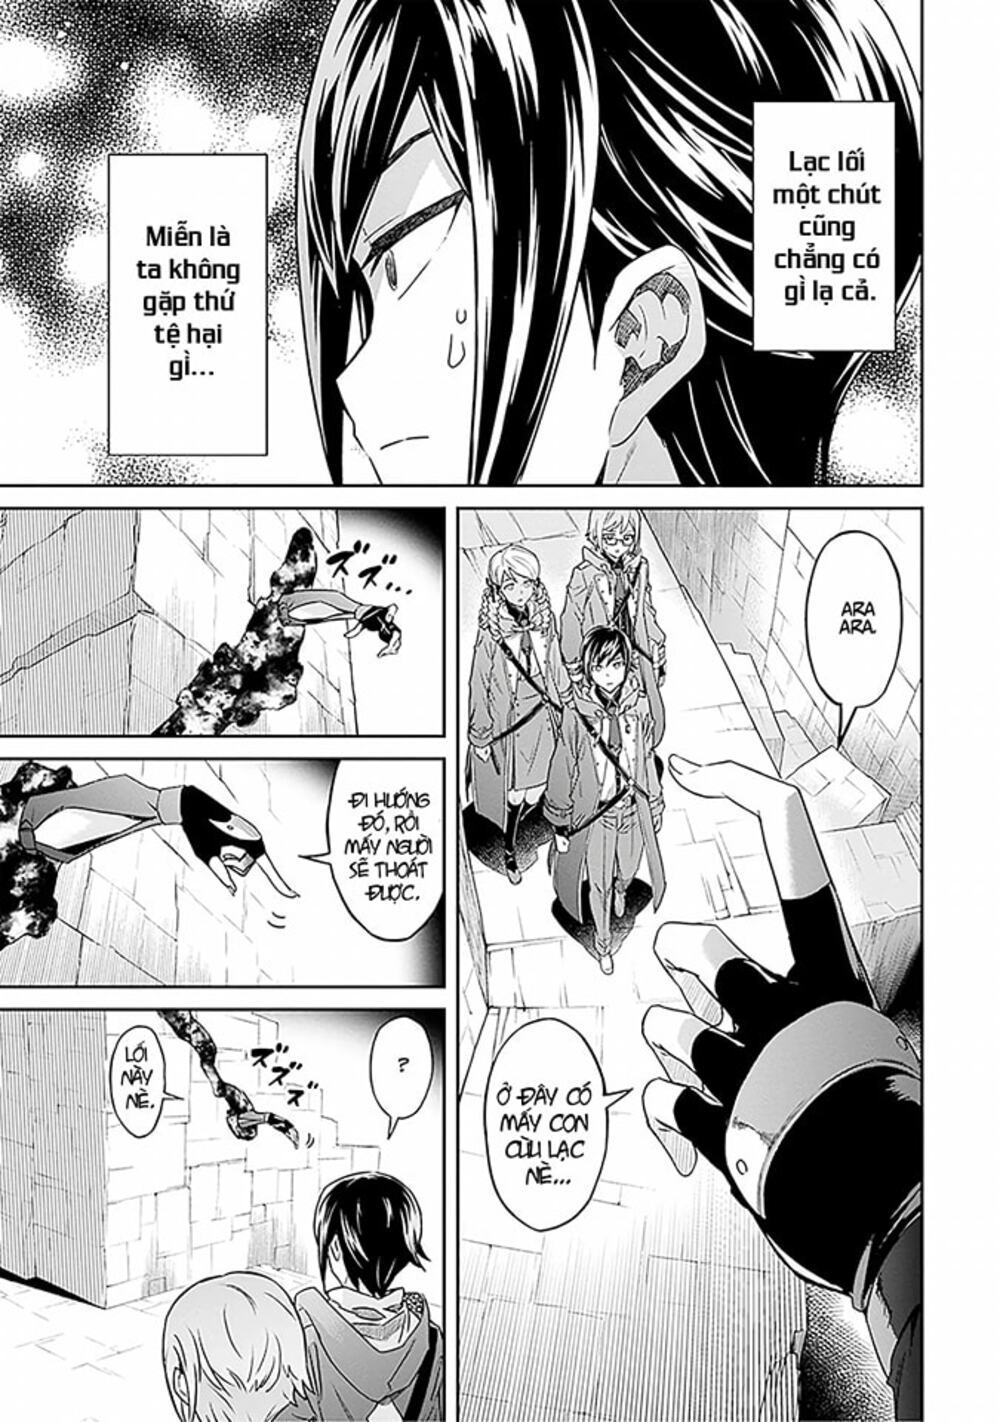 Lạc lối
một chút
cũng
chẳng có
gì lạ cả.
Miễn là
ta không
gặp thứ
tệ hại
gì...
ARA
ARA.
Ở ĐÂY CÓ
MẤY CON
CỪU LẠC
NÈ...
ズズ...
ĐI HƯỚNG
ĐÓ, RỒI
MẤY NGƯỜI
SẼ THOÁT
ĐƯỢC.
?
ズズ
LỐI
NÀY
NÈ.